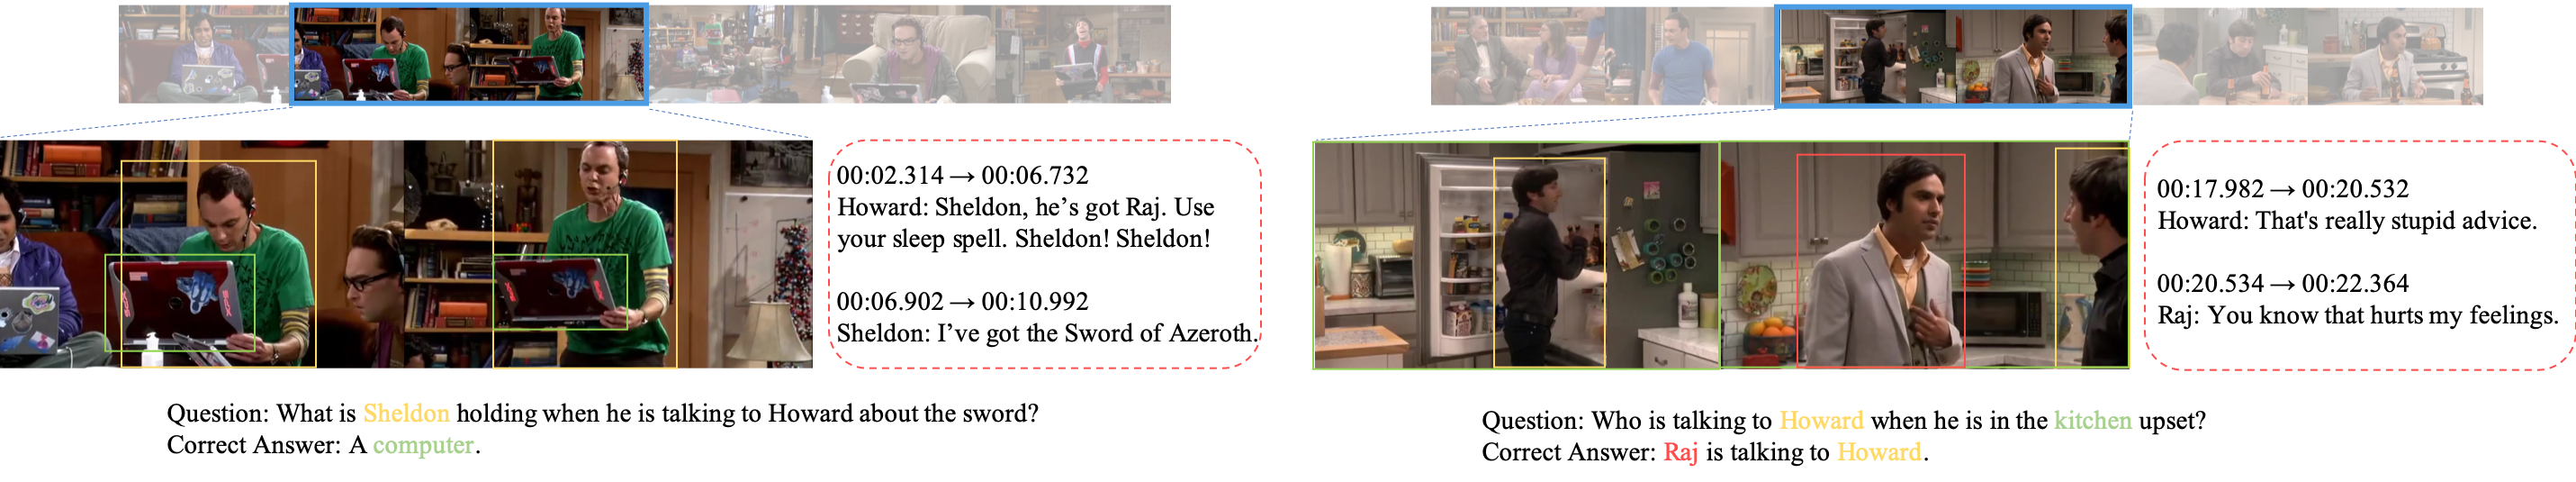 00:02.314 → 00:06.732
Howard: Sheldon, he’s got Raj. Use
your sleep spell. Sheldon! Sheldon!
00:06.902 → 00:10.992
Sheldon: I’ve got the Sword of Azeroth.
Question: What is Sheldon holding when he is talking to Howard about the sword?
Correct Answer: A computer.
00:17.982 → 00:20.532
Howard: That's really stupid advice.
00:20.534 → 00:22.364
Raj: You know that hurts my feelings.
Question: Who is talking to Howard when he is in the kitchen upset?
Correct Answer: Raj is talking to Howard.